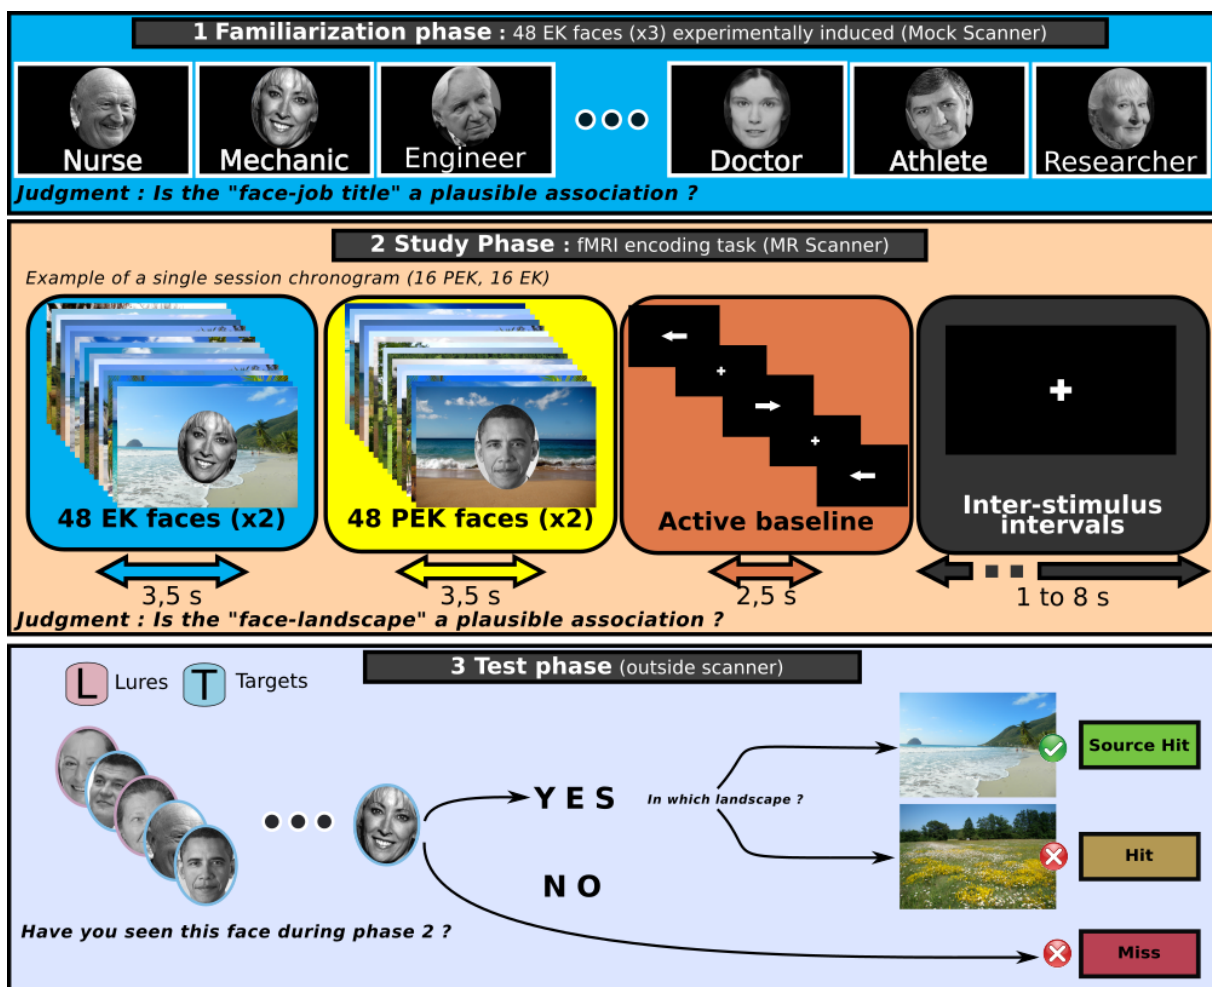 1 Familiarization phase : 48 EK faces (x3) experimentally induced (Mock Scanner)
Nurse
Mechanic
Engineer
Doctor
Athlete
Researcher
Judgment : Is the "face-job title" a plausible association ?
2 Study Phase : fMRI encoding task (MR Scanner)
Example of a single session chronogram (16 PEK, 16 EK)
48 EK faces (x2)
48 PEK faces (x2)
Active baseline
Inter-stimulus
intervals
3,5 s
3,5 s
2,5 s
1 to 8 s
Judgment : Is the "face-landscape" a plausible association ?
3 Test phase (outside scanner)
L Lures
T Targets
YES
In which landscape ?
Source Hit
Hit
NO
Have you seen this face during phase 2 ?
Miss